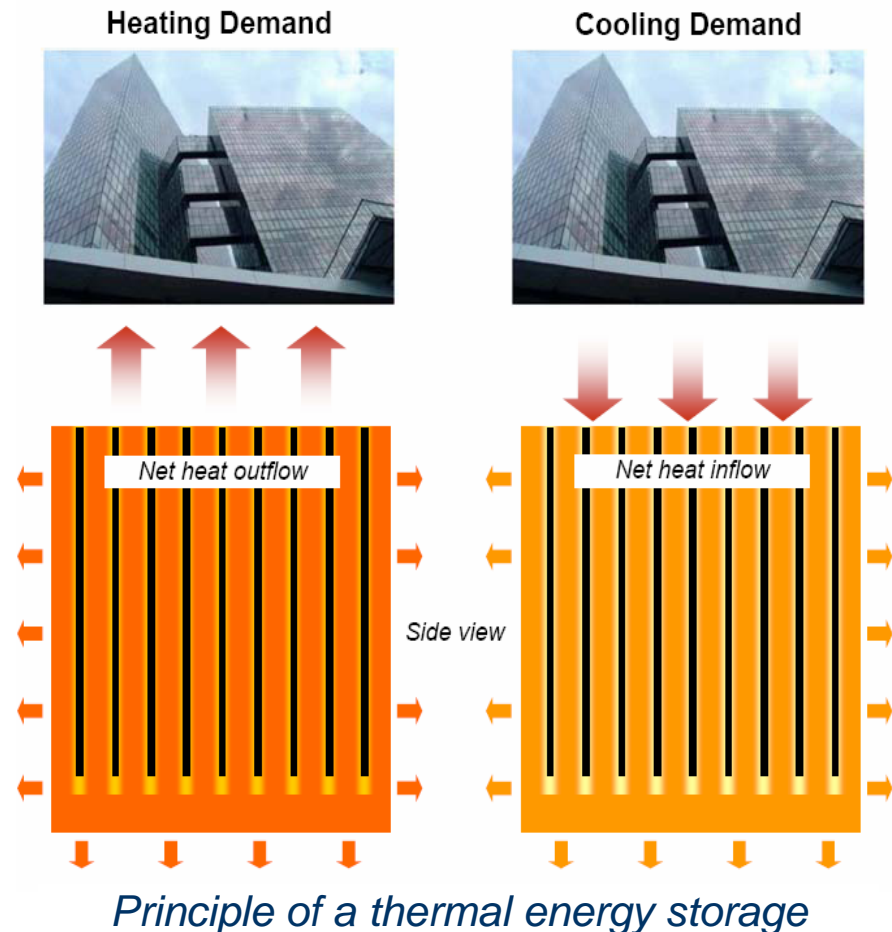 Heating Demand
Cooling Demand
Net heat outflow
Net heat inflow
Side view
Principle of a thermal energy storage